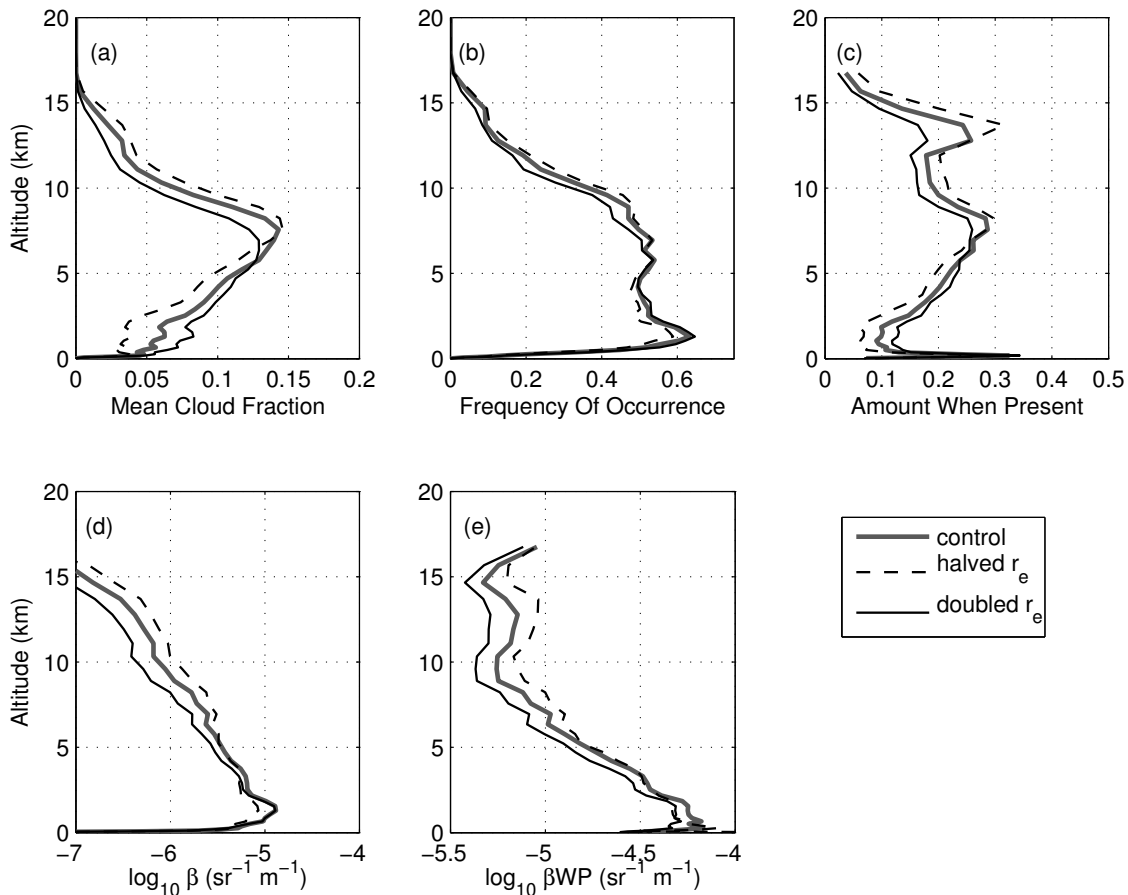 20
15
10
5
0
Altitude (km)
(a)
0 0.05 0.1 0.15 0.2
Mean Cloud Fraction
20
15
10
5
0
(b)
0 0.2 0.4 0.6
Frequency Of Occurrence
20
15
10
5
0
(c)
0 0.1 0.2 0.3 0.4 0.5
Amount When Present
20
15
10
5
0
Altitude (km)
(d)
−7 −6 −5 −4
log10 β (sr−1 m−1)
20
15
10
5
0
(e)
−5.5 −5 −4.5 −4
log10 βWP (sr−1 m−1)
control
halved r_e
doubled r_e